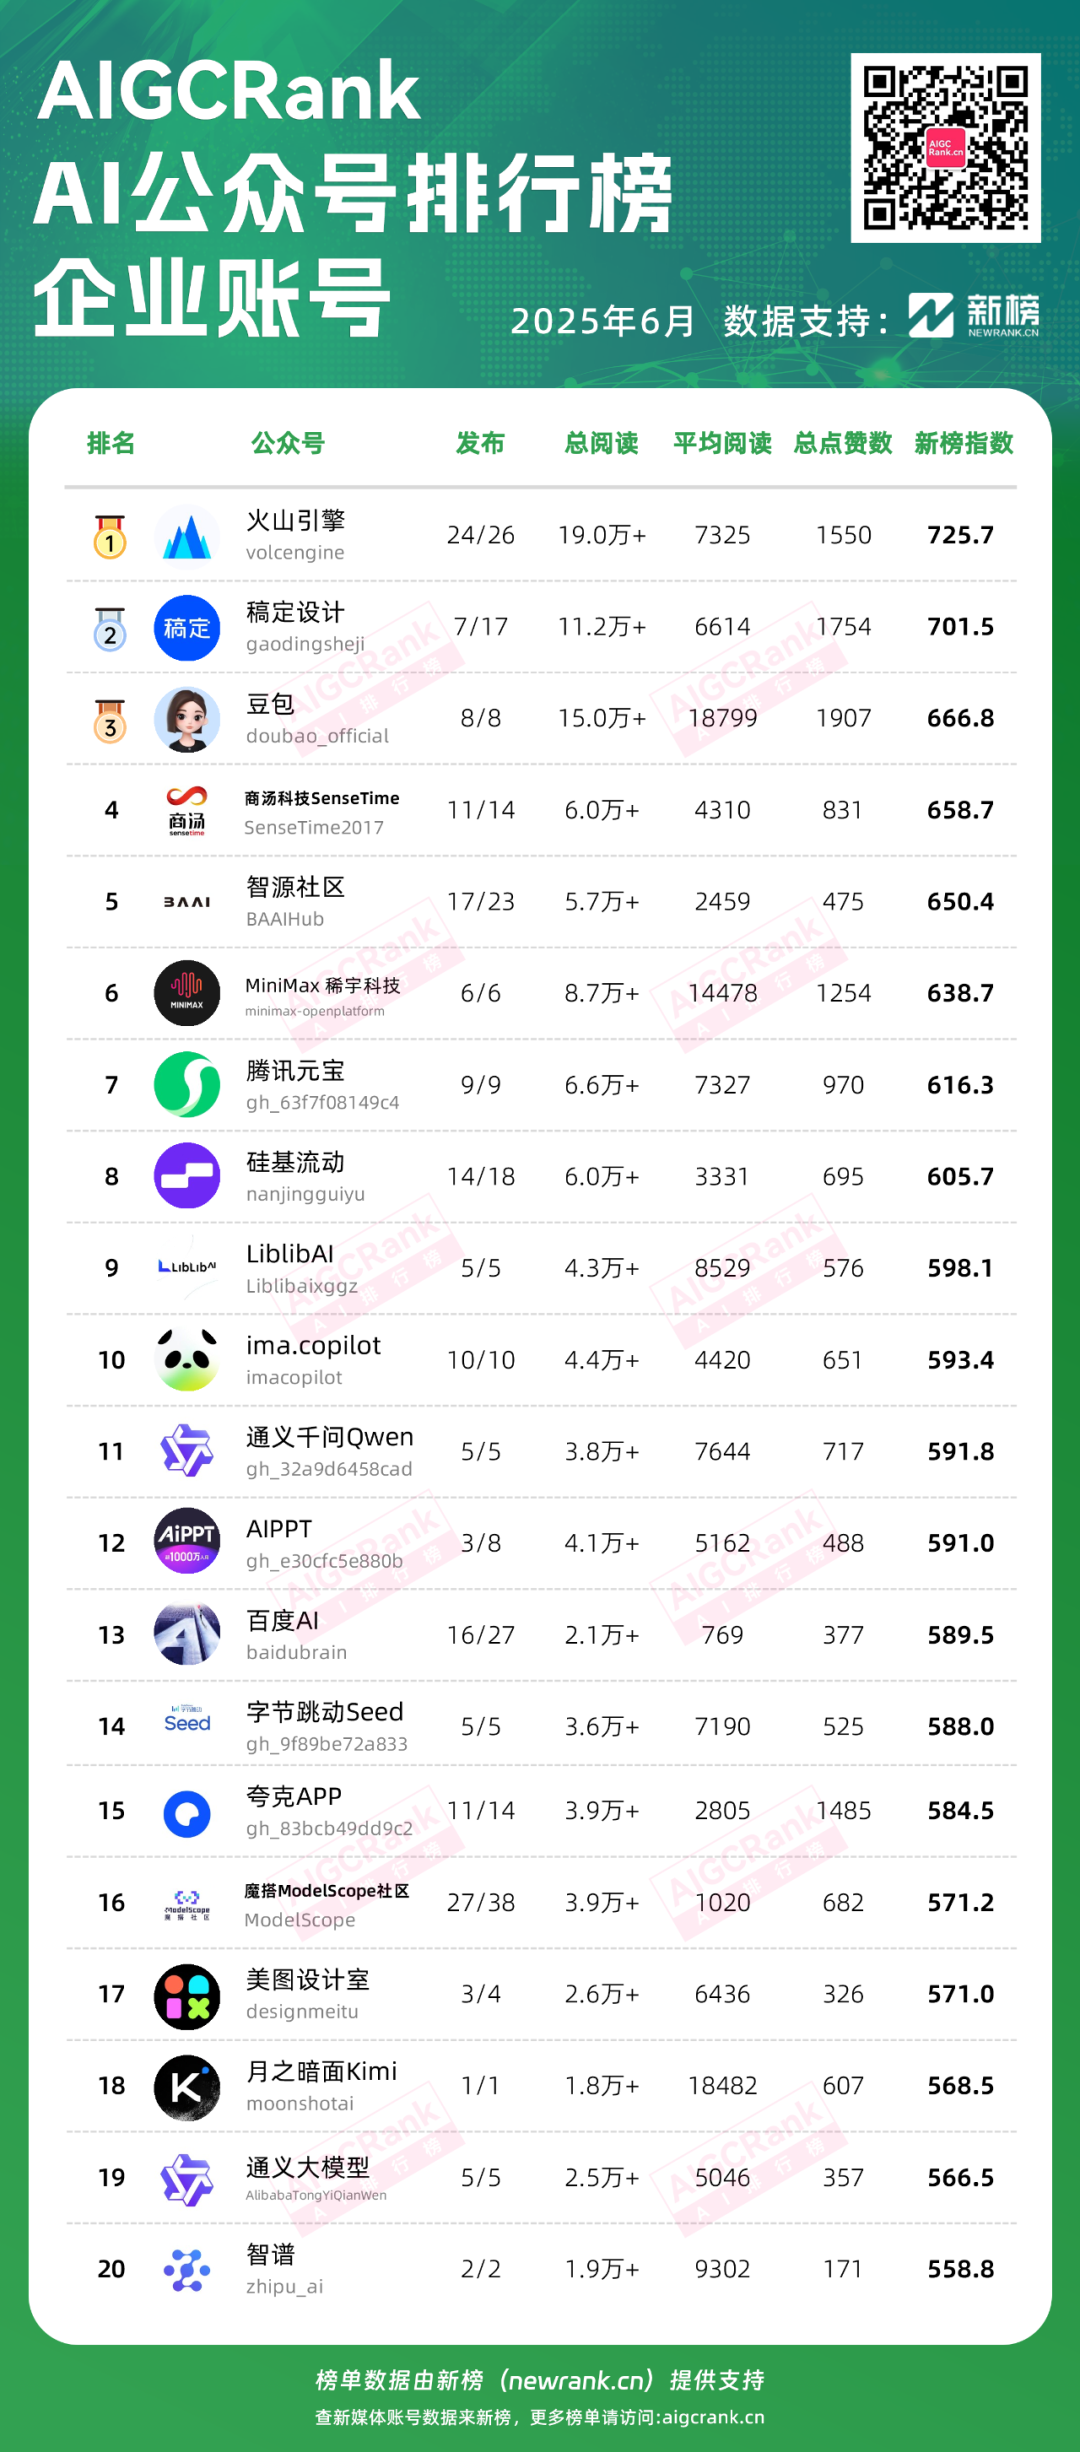 AIGCRank
AI公众号排行榜
企业账号
AIGC
Rank.cn
2025年6月 数据支持：新榜
NEWRANK.CN
排名 公众号 发布 总阅读 平均阅读 总点赞数 新榜指数
1 火山引擎 24/26 19.0万+ 7325 1550 725.7
volcengine
2 稿定 稿定设计 7/17 11.2万+ 6614 1754 701.5
gaodingsheji
3 豆包 8/8 15.0万+ 18799 1907 666.8
doubao_official
4 商汤 sensetime 商汤科技SenseTime 11/14 6.0万+ 4310 831 658.7
SenseTime2017
5 BAAI 智源社区 17/23 5.7万+ 2459 475 650.4
BAAIHub
6 MINIMAX MiniMax 稀宇科技 6/6 8.7万+ 14478 1254 638.7
minimax-openplatform
7 腾讯元宝 9/9 6.6万+ 7327 970 616.3
gh_63f7f08149c4
8 硅基流动 14/18 6.0万+ 3331 695 605.7
nanjingguiyu
9 LIBLIBAI LiblibAI 5/5 4.3万+ 8529 576 598.1
Liblibaixggz
10 ima.copilot 10/10 4.4万+ 4420 651 593.4
imacopilot
11 通义千问Qwen 5/5 3.8万+ 7644 717 591.8
gh_32a9d6458cad
12 AiPPT AIPPT 3/8 4.1万+ 5162 488 591.0
gh_e30cfc5e880b
13 AI 百度AI 16/27 2.1万+ 769 377 589.5
baidubrain
14 字节跳动 Seed 字节跳动Seed 5/5 3.6万+ 7190 525 588.0
gh_9f89be72a833
15 夸克APP 11/14 3.9万+ 2805 1485 584.5
gh_83bcb49dd9c2
16 ModelScope 魔搭社区 魔搭ModelScope社区 27/38 3.9万+ 1020 682 571.2
ModelScope
17 美图设计室 3/4 2.6万+ 6436 326 571.0
designmeitu
18 K 月之暗面Kimi 1/1 1.8万+ 18482 607 568.5
moonshotai
19 通义大模型 5/5 2.5万+ 5046 357 566.5
AlibabaTongYiQianWen
20 智谱 2/2 1.9万+ 9302 171 558.8
zhipu_ai
榜单数据由新榜（newrank.cn）提供支持
查新媒体账号数据来新榜，更多榜单请访问:aigcrank.cn